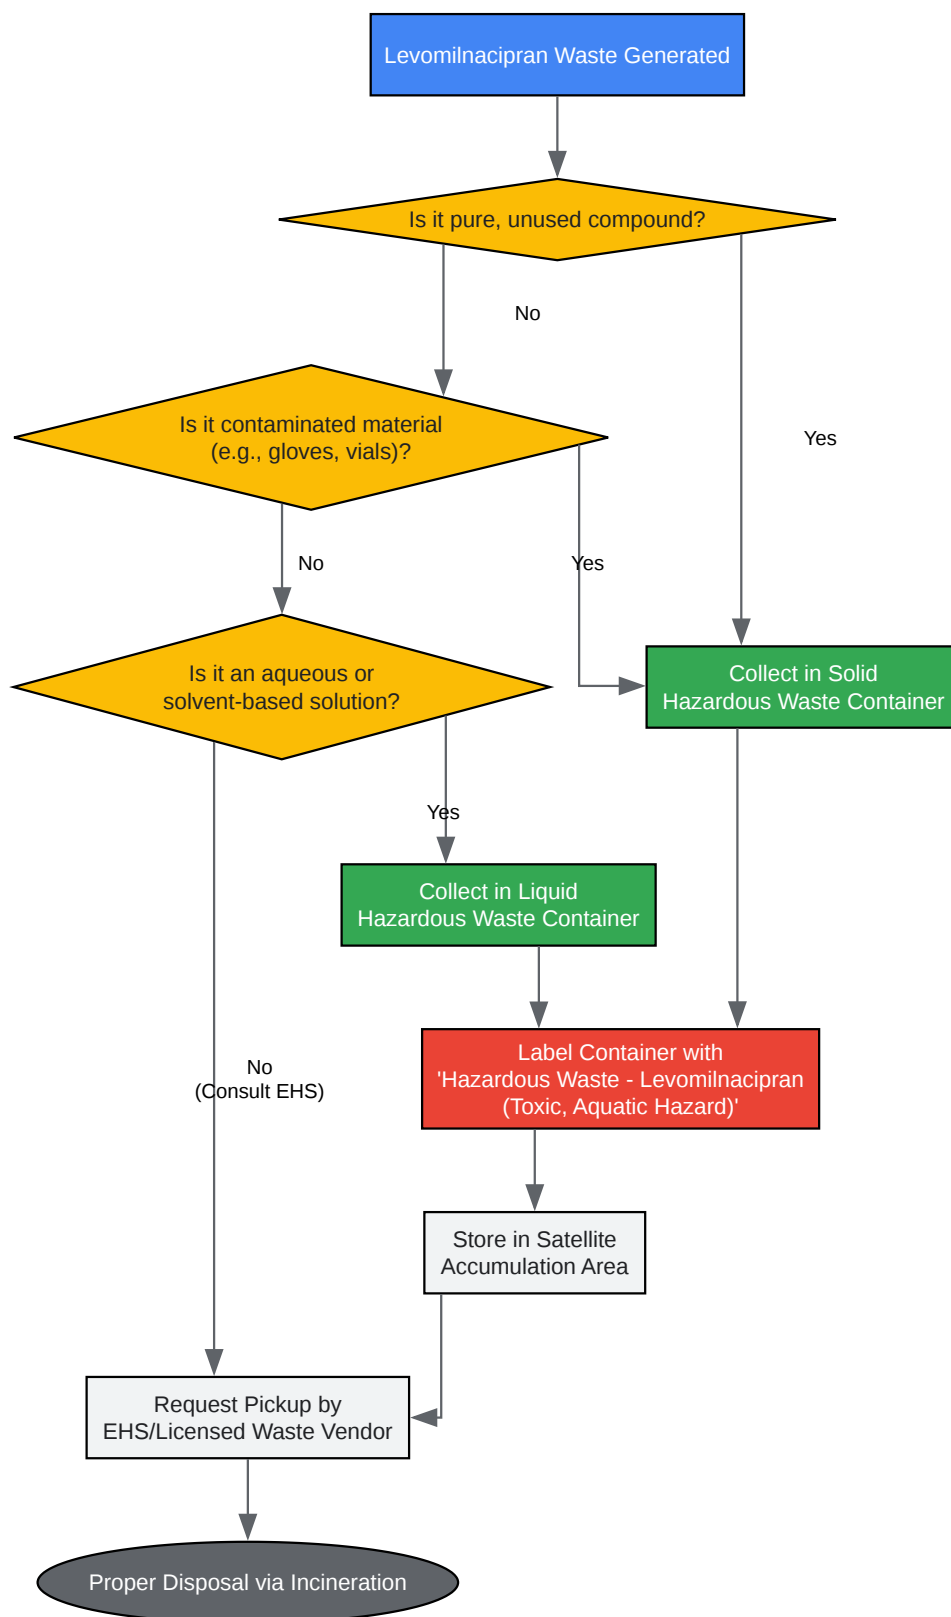 Levomilnacipran Waste Generated
Is it pure, unused compound?
No
Yes
Is it contaminated material
(e.g., gloves, vials)?
No
Yes
Is it an aqueous or
solvent-based solution?
Collect in Solid
Hazardous Waste Container
Yes
Collect in Liquid
Hazardous Waste Container
No
(Consult EHS)
Label Container with
'Hazardous Waste - Levomilnacipran
(Toxic, Aquatic Hazard)'
Store in Satellite
Accumulation Area
Request Pickup by
EHS/Licensed Waste Vendor
Proper Disposal via Incineration